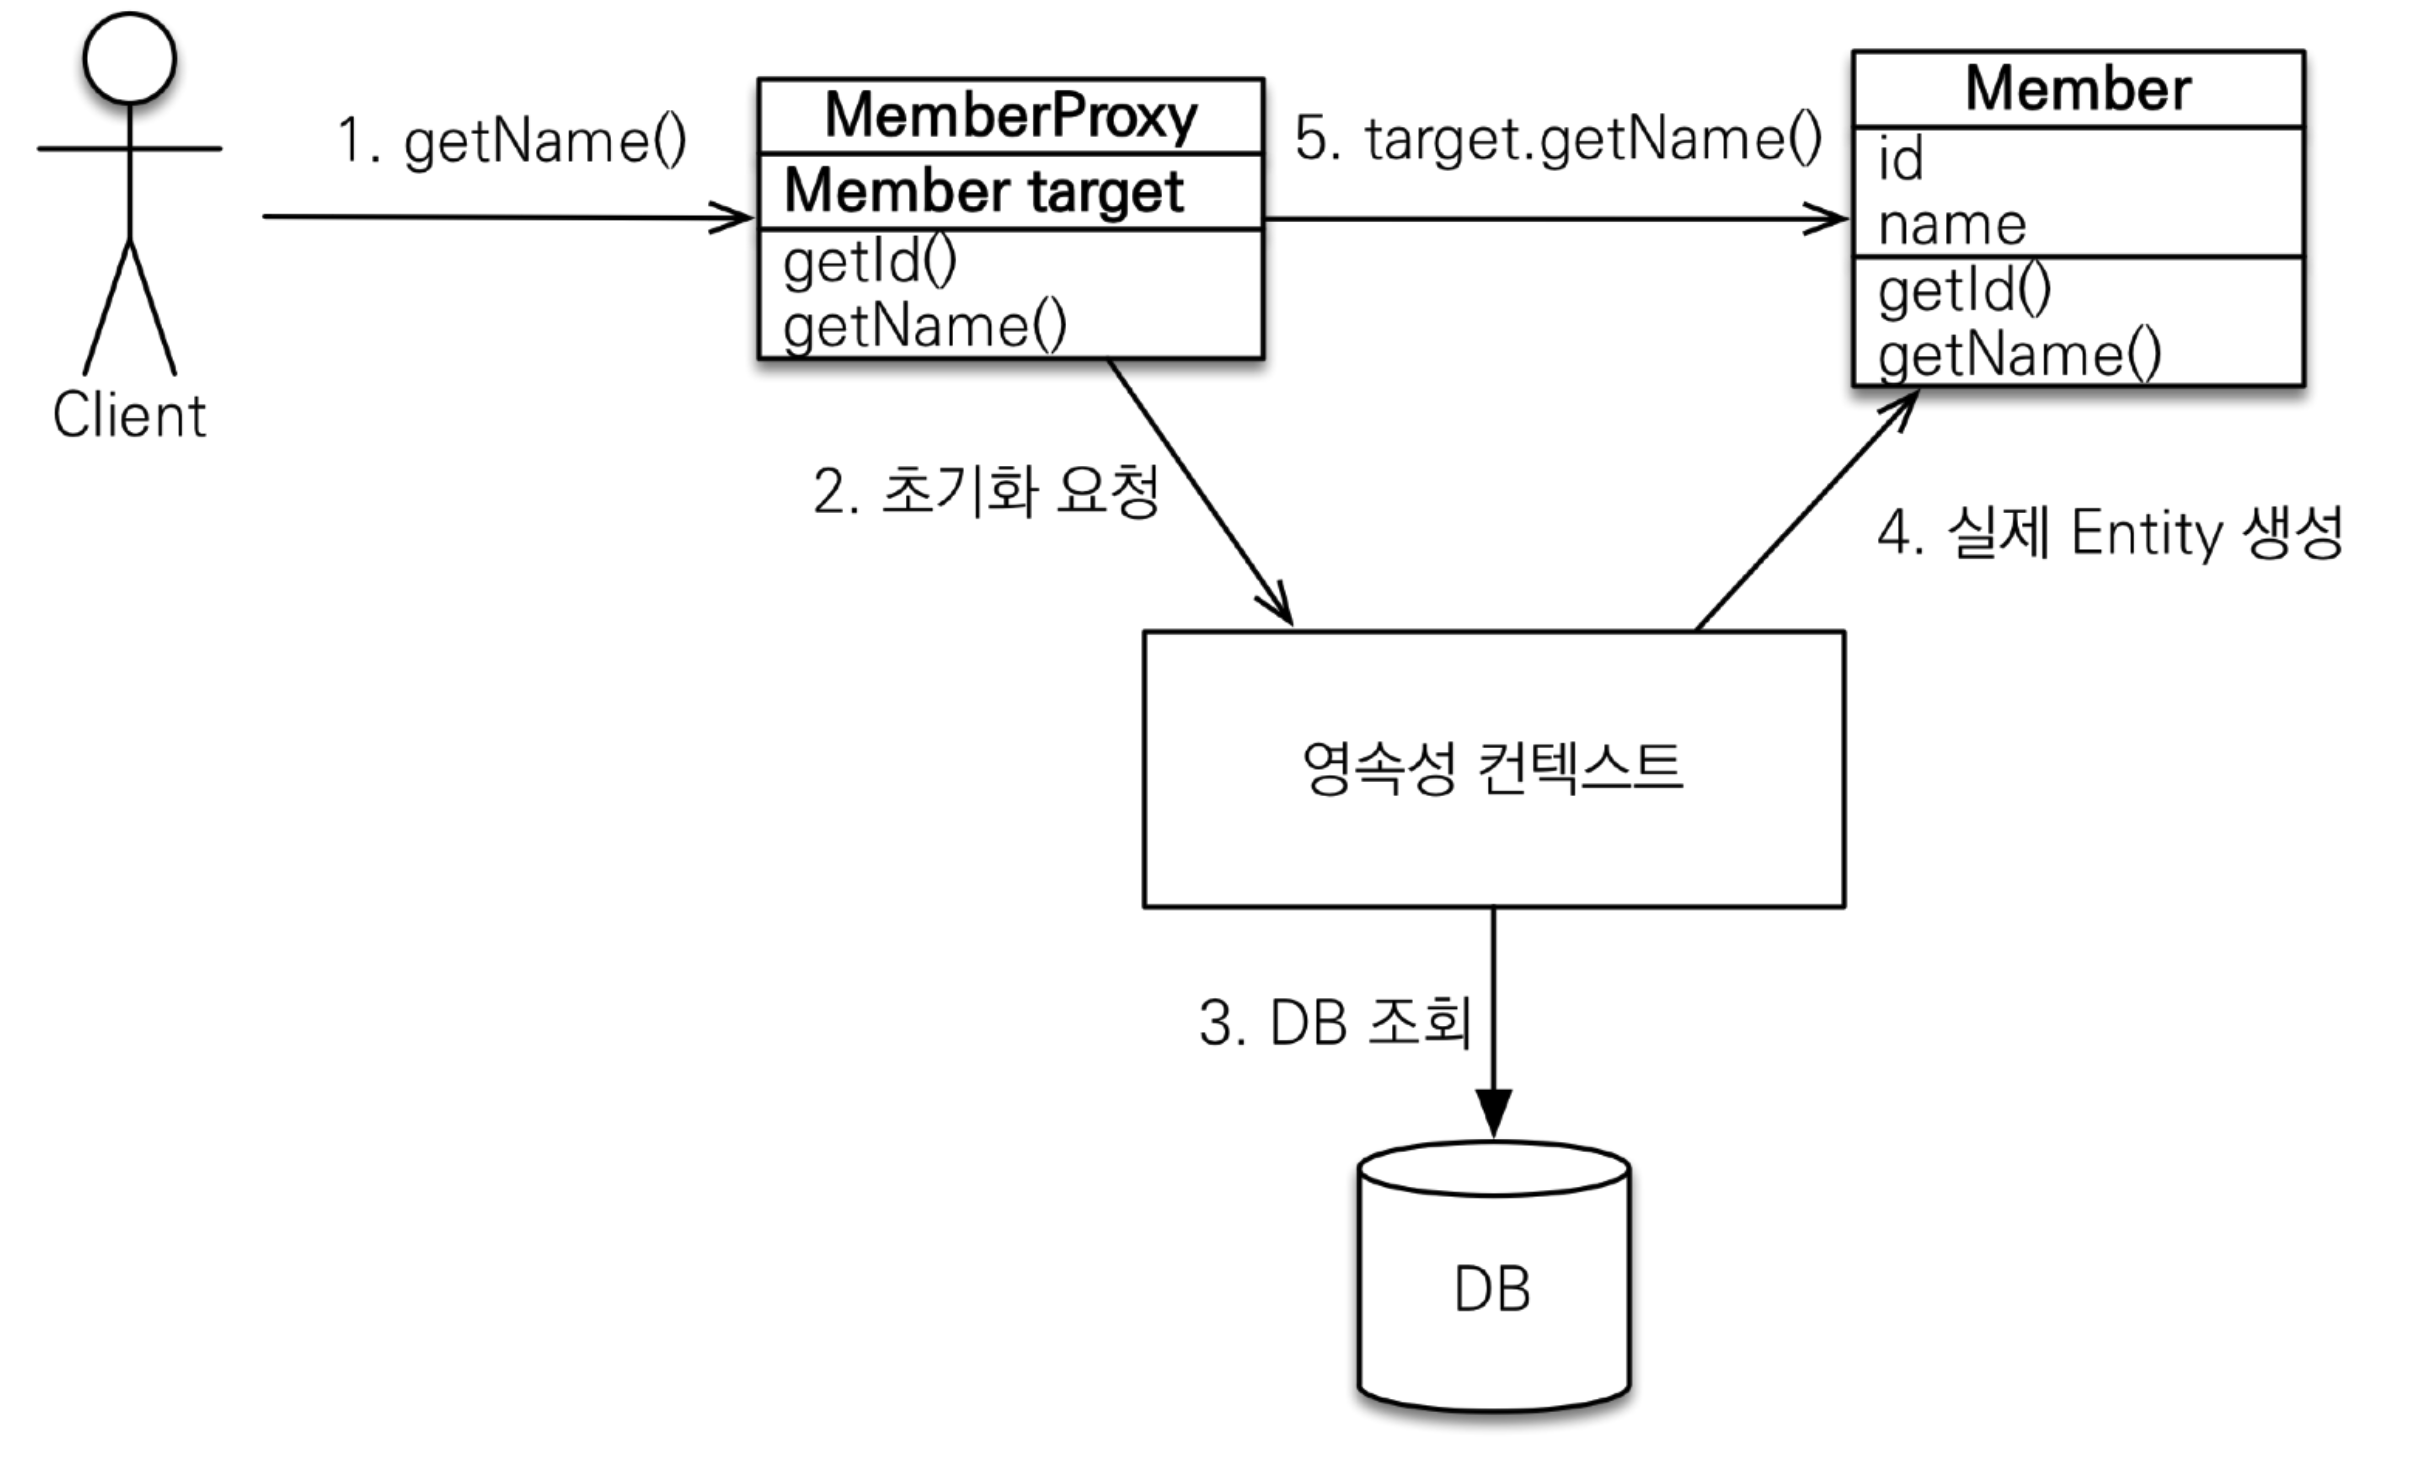 Client
1. getName()
MemberProxy
Member target
getId()
getName()
5. target.getName()
Member
id
name
getId()
getName()
2. 초기화 요청
4. 실제 Entity 생성
영속성 컨텍스트
3. DB 조회
DB